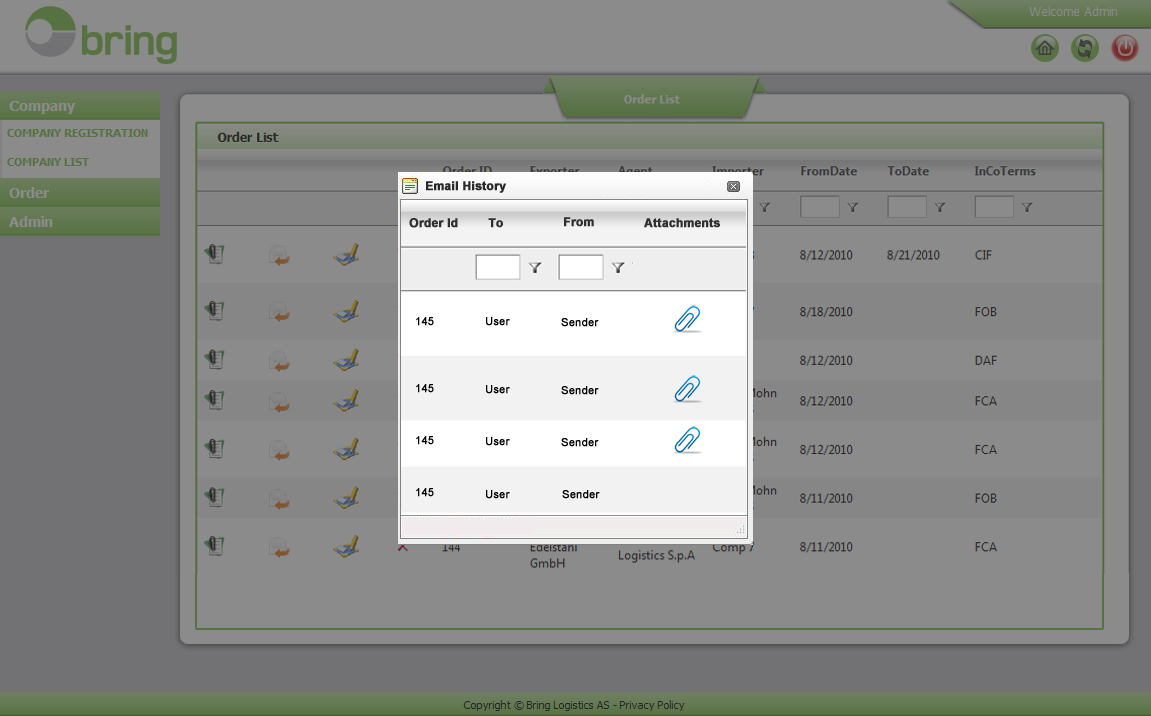 Welcome Admin
bring
Order List
Company
COMPANY REGISTRATION
COMPANY LIST
Order
Admin
Order List
Order ID Exporter Agent Importer FromDate ToDate InCoTerms
8/12/2010 8/21/2010 CIF
8/18/2010 FOB
8/12/2010 DAF
Mohn 8/12/2010 FCA
Mohn 8/12/2010 FCA
Mohn 8/11/2010 FOB
144 Edelstahl GmbH Logistics S.p.A Comp 7 8/11/2010 FCA
Email History
Order Id To From Attachments
145 User Sender
145 User Sender
145 User Sender
145 User Sender
Copyright © Bring Logistics AS - Privacy Policy